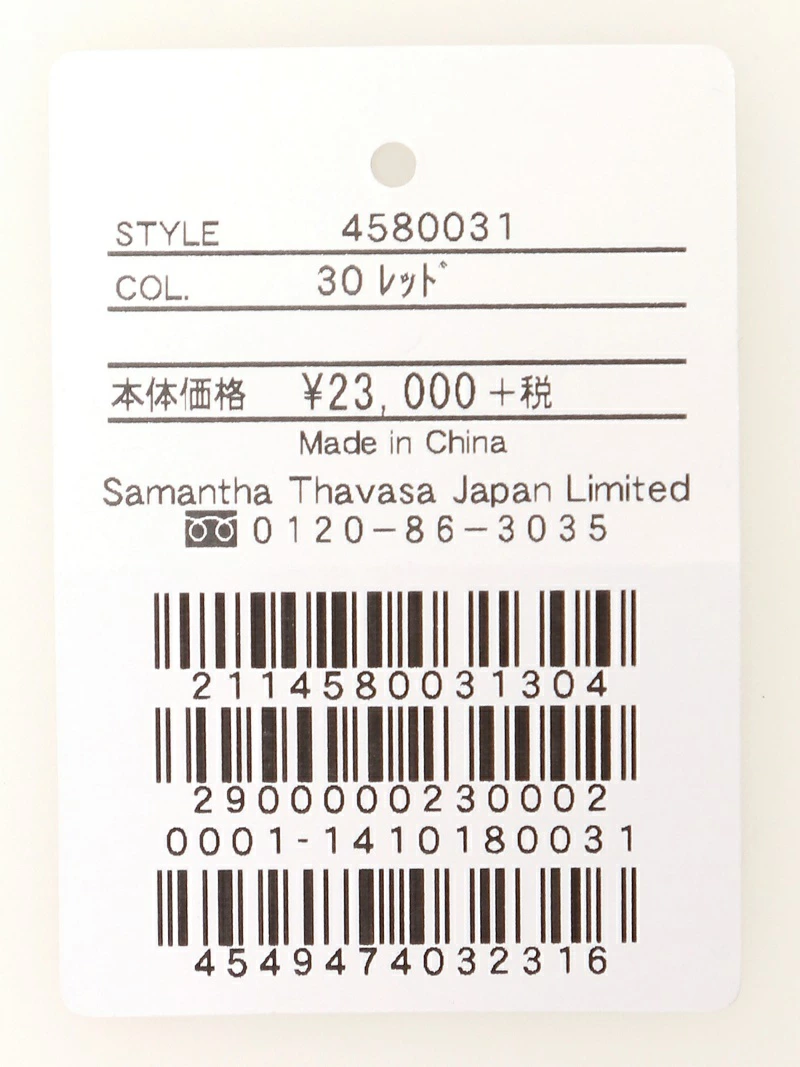 STYLE 4580031
COL. 30 ﾚｯﾄﾞ
本体価格 ¥23,000+税
Made in China
Samantha Thavasa Japan Limited
0120-86-3035
2114580031304
2900000230002
0001-1410180031
4549474032316